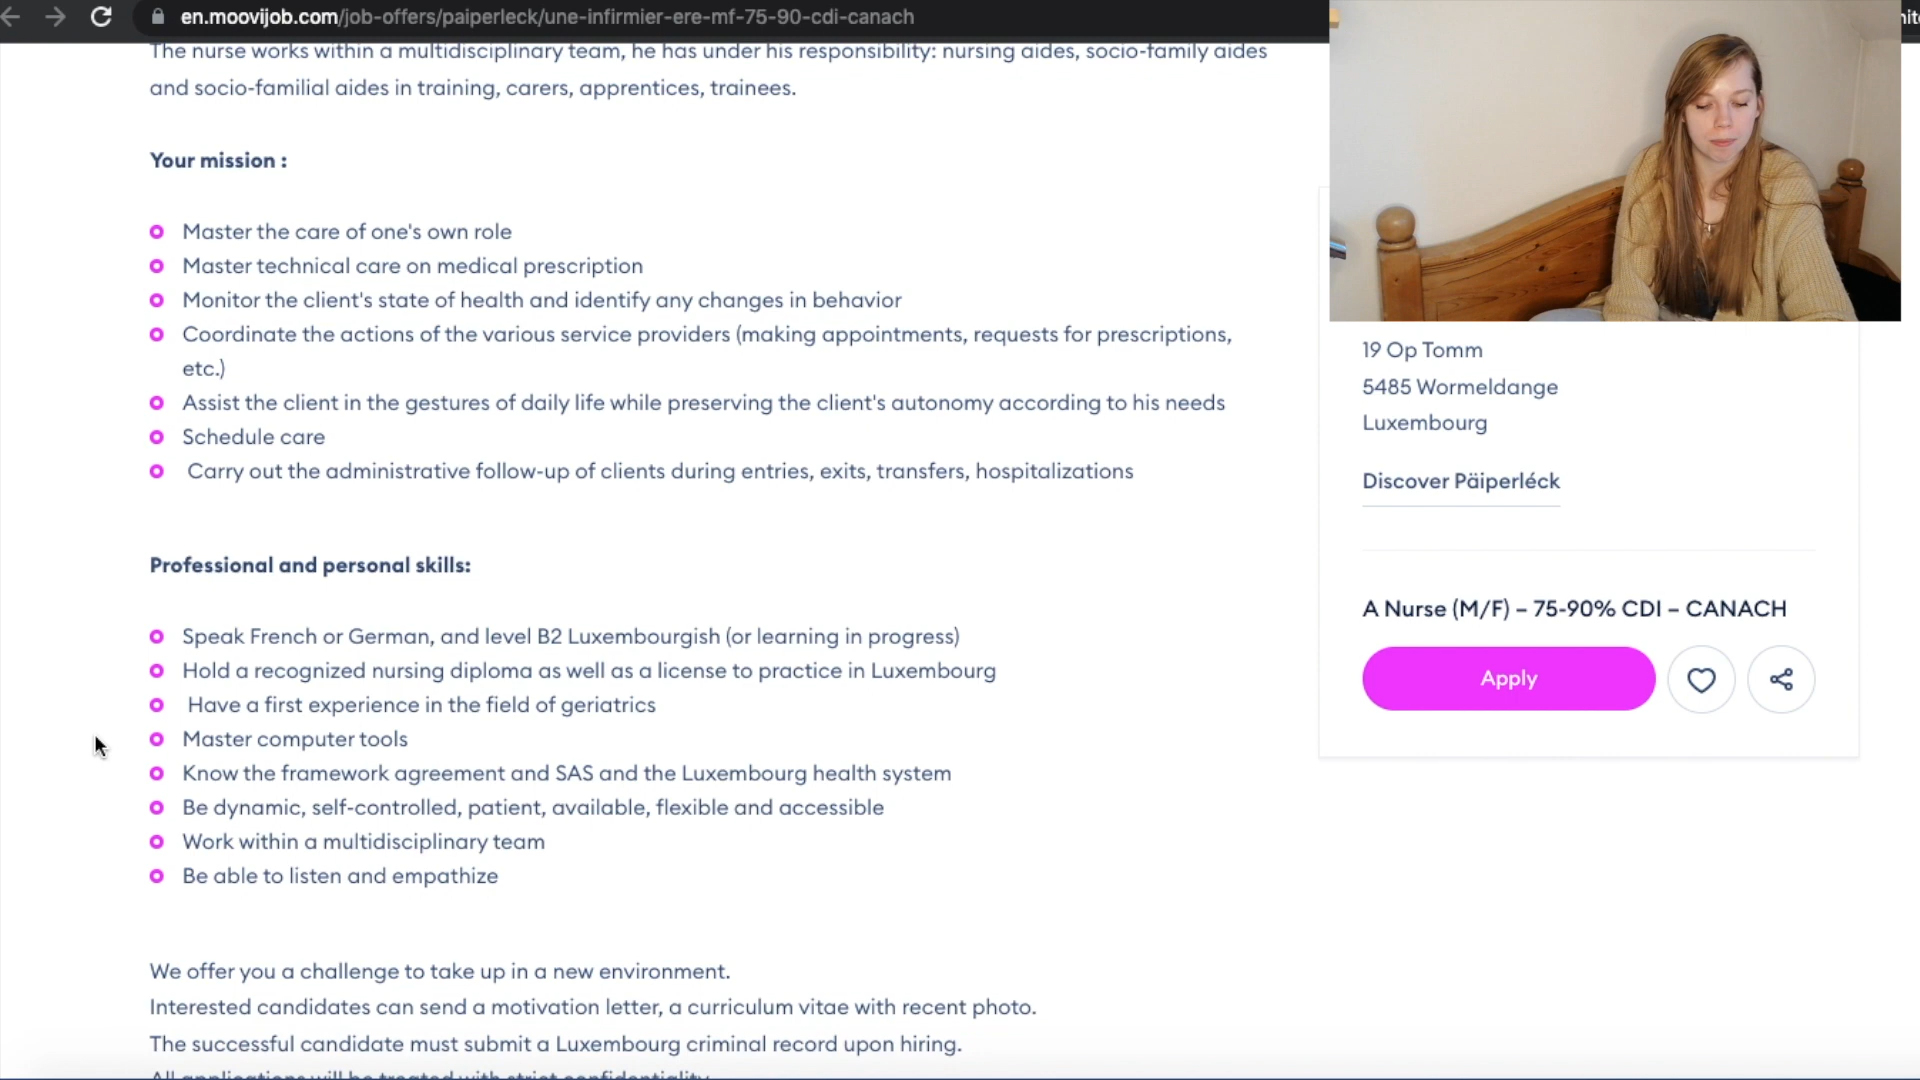 en.moovijob.com/job-offers/paiperleck/une-infirmier-ere-mf-75-90-cdi-canach
The nurse works within a multidisciplinary team, he has under his responsibility: nursing aides, socio-family aides
and socio-familial aides in training, carers, apprentices, trainees.
Your mission :
Master the care of one's own role
Master technical care on medical prescription
Monitor the client's state of health and identify any changes in behavior
Coordinate the actions of the various service providers (making appointments, requests for prescriptions,
etc.)
Assist the client in the gestures of daily life while preserving the client's autonomy according to his needs
Schedule care
Carry out the administrative follow-up of clients during entries, exits, transfers, hospitalizations
Professional and personal skills:
Speak French or German, and level B2 Luxembourgish (or learning in progress)
Hold a recognized nursing diploma as well as a license to practice in Luxembourg
Have a first experience in the field of geriatrics
Master computer tools
Know the framework agreement and SAS and the Luxembourg health system
Be dynamic, self-controlled, patient, available, flexible and accessible
Work within a multidisciplinary team
Be able to listen and empathize
We offer you a challenge to take up in a new environment.
Interested candidates can send a motivation letter, a curriculum vitae with recent photo.
The successful candidate must submit a Luxembourg criminal record upon hiring.
All applications will be treated with strict confidentiality.
19 Op Tomm
5485 Wormeldange
Luxembourg
Discover Päiperléck
A Nurse (M/F) – 75-90% CDI – CANACH
Apply